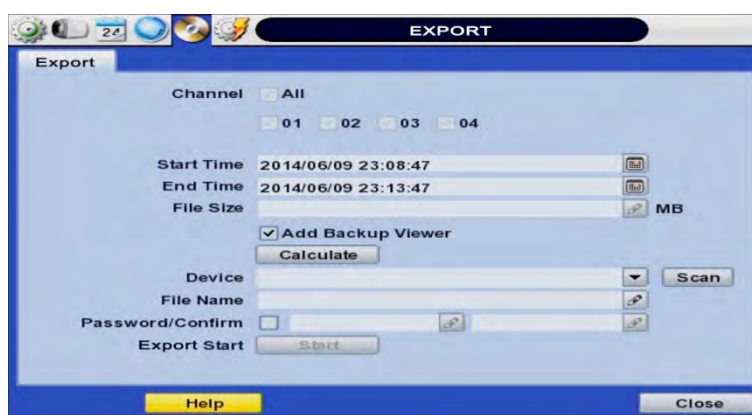 24
EXPORT
Export
Channel All
01 02 03 04
Start Time 2014/06/09 23:08:47
End Time 2014/06/09 23:13:47
File Size MB
Add Backup Viewer
Calculate
Device Scan
File Name
Password/Confirm
Export Start Start
Help Close